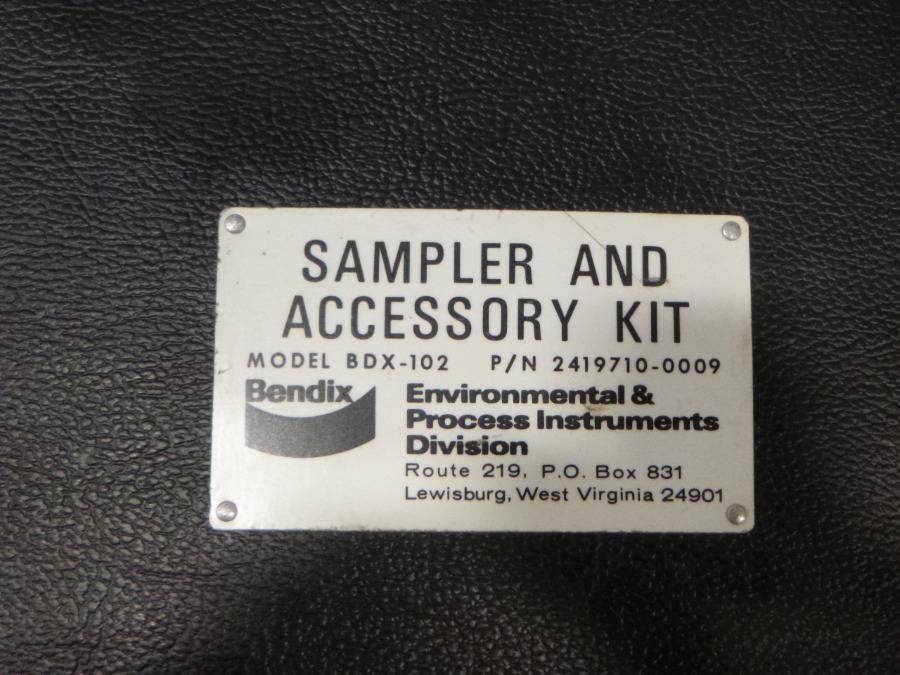 SAMPLER AND
ACCESSORY KIT
MODEL BDX-102 P/N 2419710-0009
Bendix
Environmental &
Process Instruments
Division
Route 219, P.O. Box 831
Lewisburg, West Virginia 24901